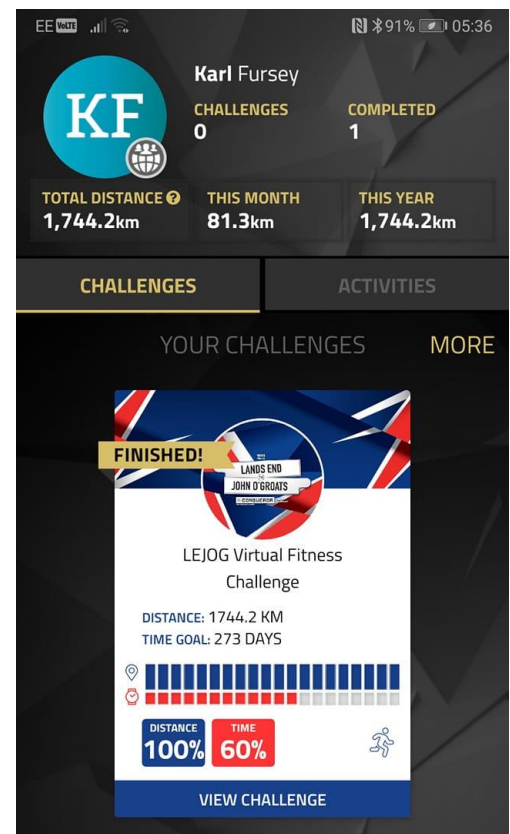 EE VoLTE 91% 05:36
KF
Karl Fursey
CHALLENGES COMPLETED
0 1
TOTAL DISTANCE ? THIS MONTH THIS YEAR
1,744.2km 81.3km 1,744.2km
CHALLENGES ACTIVITIES
YOUR CHALLENGES MORE
FINISHED!
LANDS END
JOHN O'GROATS
CONQUEROR
LEJOG Virtual Fitness
Challenge
DISTANCE: 1744.2 KM
TIME GOAL: 273 DAYS
DISTANCE TIME
100% 60%
VIEW CHALLENGE